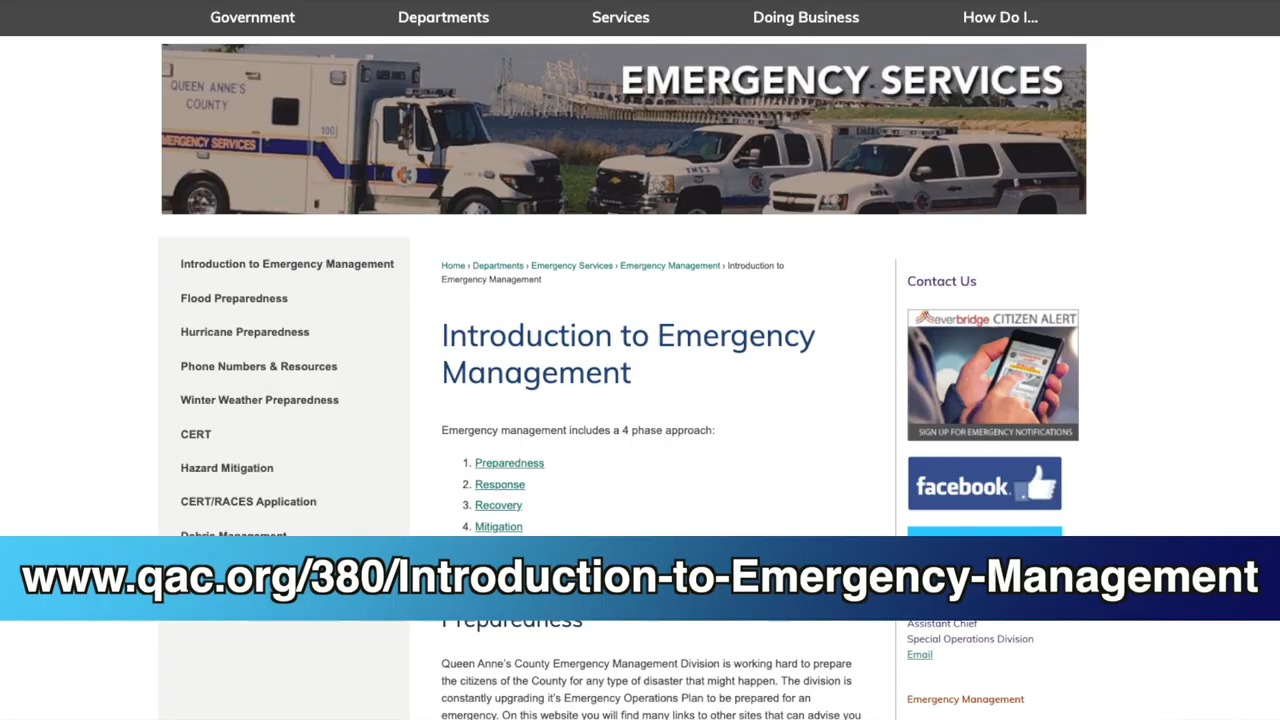 Government Departments Services Doing Business How Do I...
EMERGENCY SERVICES
QUEEN ANNE'S
COUNTY
100
EMERGENCY SERVICES
Introduction to Emergency Management
Flood Preparedness
Hurricane Preparedness
Phone Numbers & Resources
Winter Weather Preparedness
CERT
Hazard Mitigation
CERT/RACES Application
Debris Management
Home › Departments › Emergency Services › Emergency Management › Introduction to
Emergency Management
Introduction to Emergency
Management
Emergency management includes a 4 phase approach:
1. Preparedness
2. Response
3. Recovery
4. Mitigation
Contact Us
everbridge CITIZEN ALERT
SIGN UP FOR EMERGENCY NOTIFICATIONS
facebook
www.qac.org/380/Introduction-to-Emergency-Management
Preparedness
Queen Anne's County Emergency Management Division is working hard to prepare
the citizens of the County for any type of disaster that might happen. The division is
constantly upgrading it's Emergency Operations Plan to be prepared for an
emergency. On this website you will find many links to other sites that can advise you
Assistant Chief
Special Operations Division
Email
Emergency Management